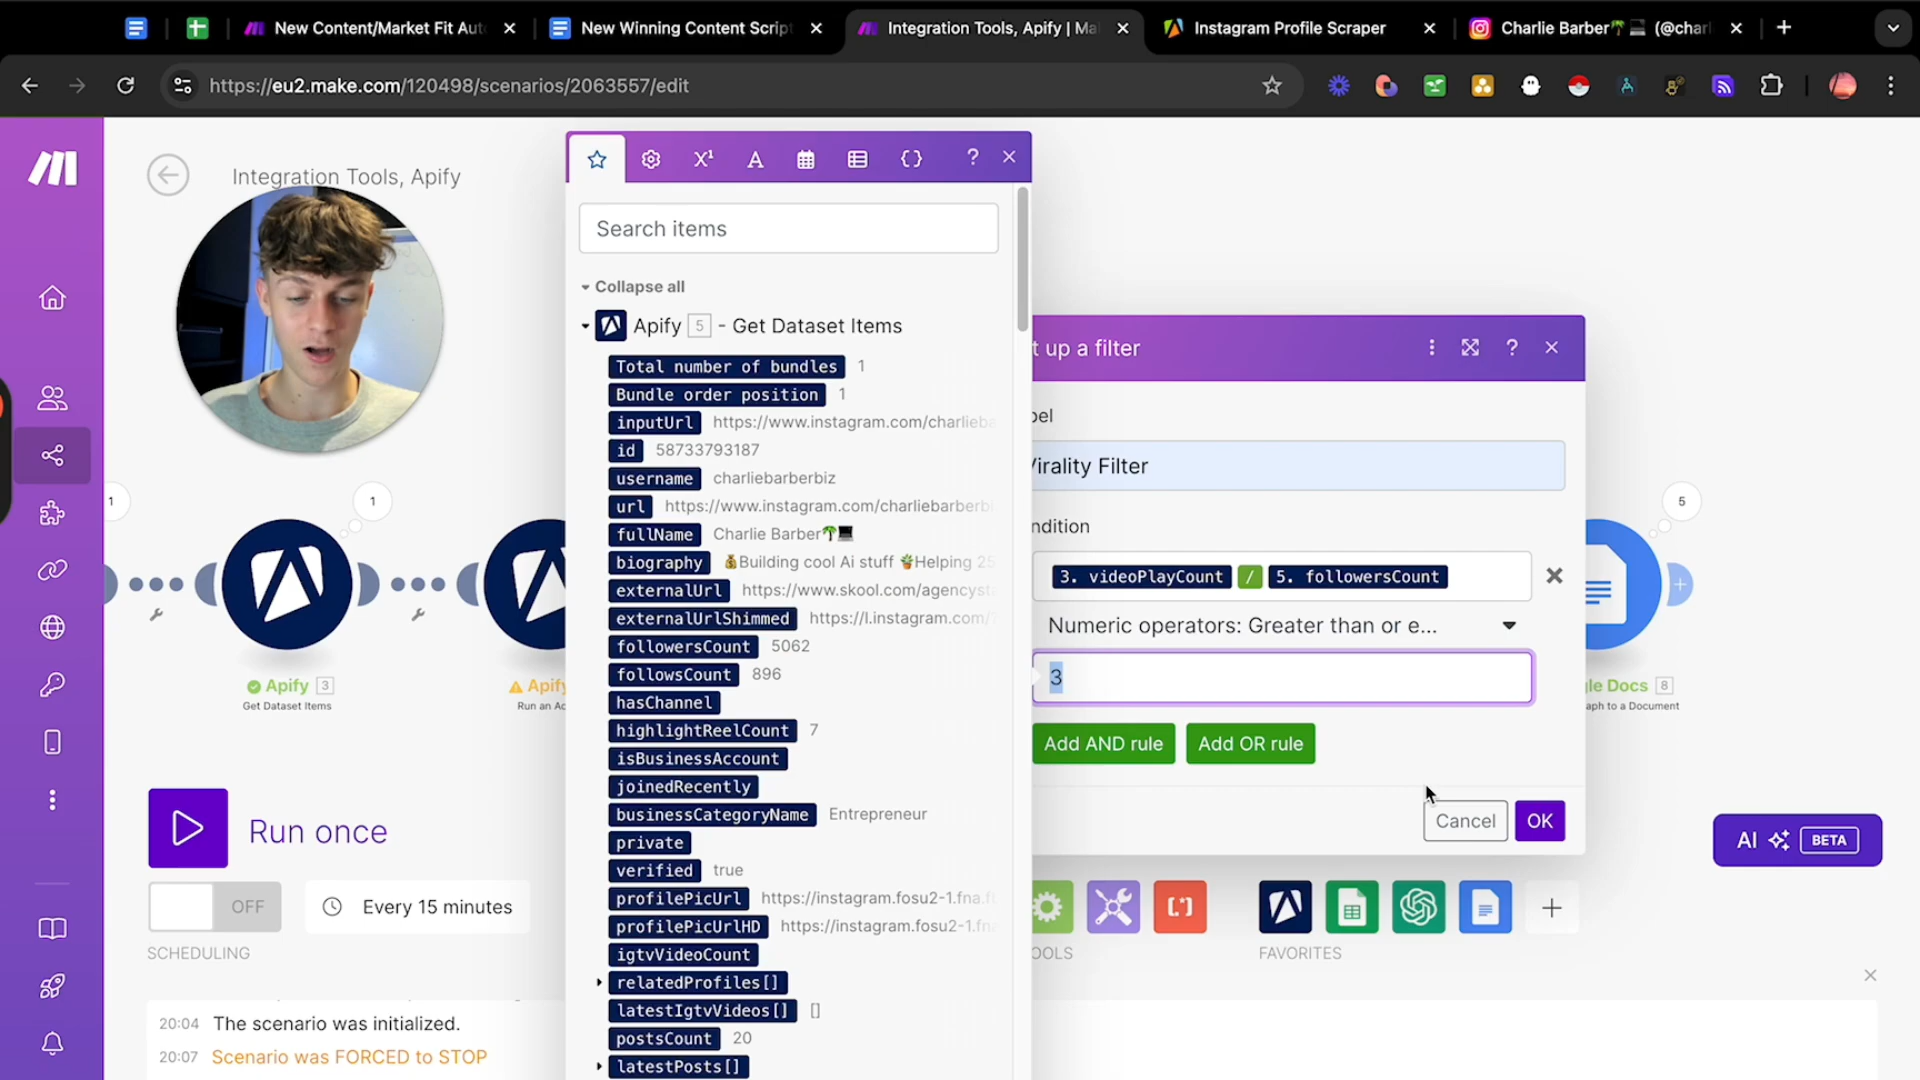 New Content/Market Fit Aut
New Winning Content Script
Integration Tools, Apify | Ma
Instagram Profile Scraper
Charlie Barber🌴💻 (@char
https://eu2.make.com/120498/scenarios/2063557/edit
Integration Tools, Apify
Search items
Collapse all
Apify 5 - Get Dataset Items
Total number of bundles 1
Bundle order position 1
inputUrl https://www.instagram.com/charlieba
id 58733793187
username charliebarberbiz
url https://www.instagram.com/charliebarberbi
fullName Charlie Barber🌴💻
biography 💰Building cool Ai stuff 🪴Helping 25
externalUrl https://www.skool.com/agencyst
externalUrlShimmed https://l.instagram.com/
followersCount 5062
followsCount 896
hasChannel
highlightReelCount 7
isBusinessAccount
joinedRecently
businessCategoryName Entrepreneur
private
verified true
profilePicUrl https://instagram.fosu2-1.fna.f
profilePicUrlHD https://instagram.fosu2-1.fna
igtvVideoCount
relatedProfiles[]
latestIgtvVideos[] []
postsCount 20
latestPosts[]
t up a filter
bel
Virality Filter
ndition
3. videoPlayCount / 5. followersCount
Numeric operators: Greater than or e...
3
Add AND rule
Add OR rule
Cancel
OK
1
1
5
Apify 3
Get Dataset Items
Apify
Run an Ac
gle Docs 8
aph to a Document
Run once
OFF
Every 15 minutes
SCHEDULING
OOLS
FAVORITES
AI BETA
20:04 The scenario was initialized.
20:07 Scenario was FORCED to STOP